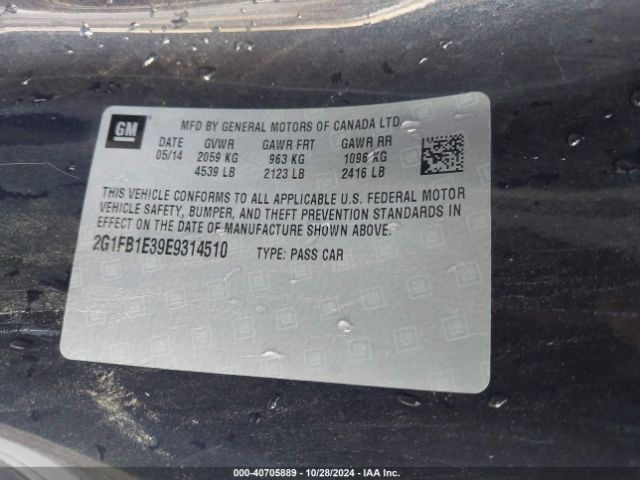 GM
MFD BY GENERAL MOTORS OF CANADA LTD
DATE GVWR GAWR FRT GAWR RR
05/14 2059 KG 963 KG 1096 KG
4539 LB 2123 LB 2416 LB
THIS VEHICLE CONFORMS TO ALL APPLICABLE U.S. FEDERAL MOTOR
VEHICLE SAFETY, BUMPER, AND THEFT PREVENTION STANDARDS IN
EFFECT ON THE DATE OF MANUFACTURE SHOWN ABOVE.
2G1FB1E39E9314510 TYPE: PASS CAR
000-40705889 | 10/28/2024 - IAA Inc.